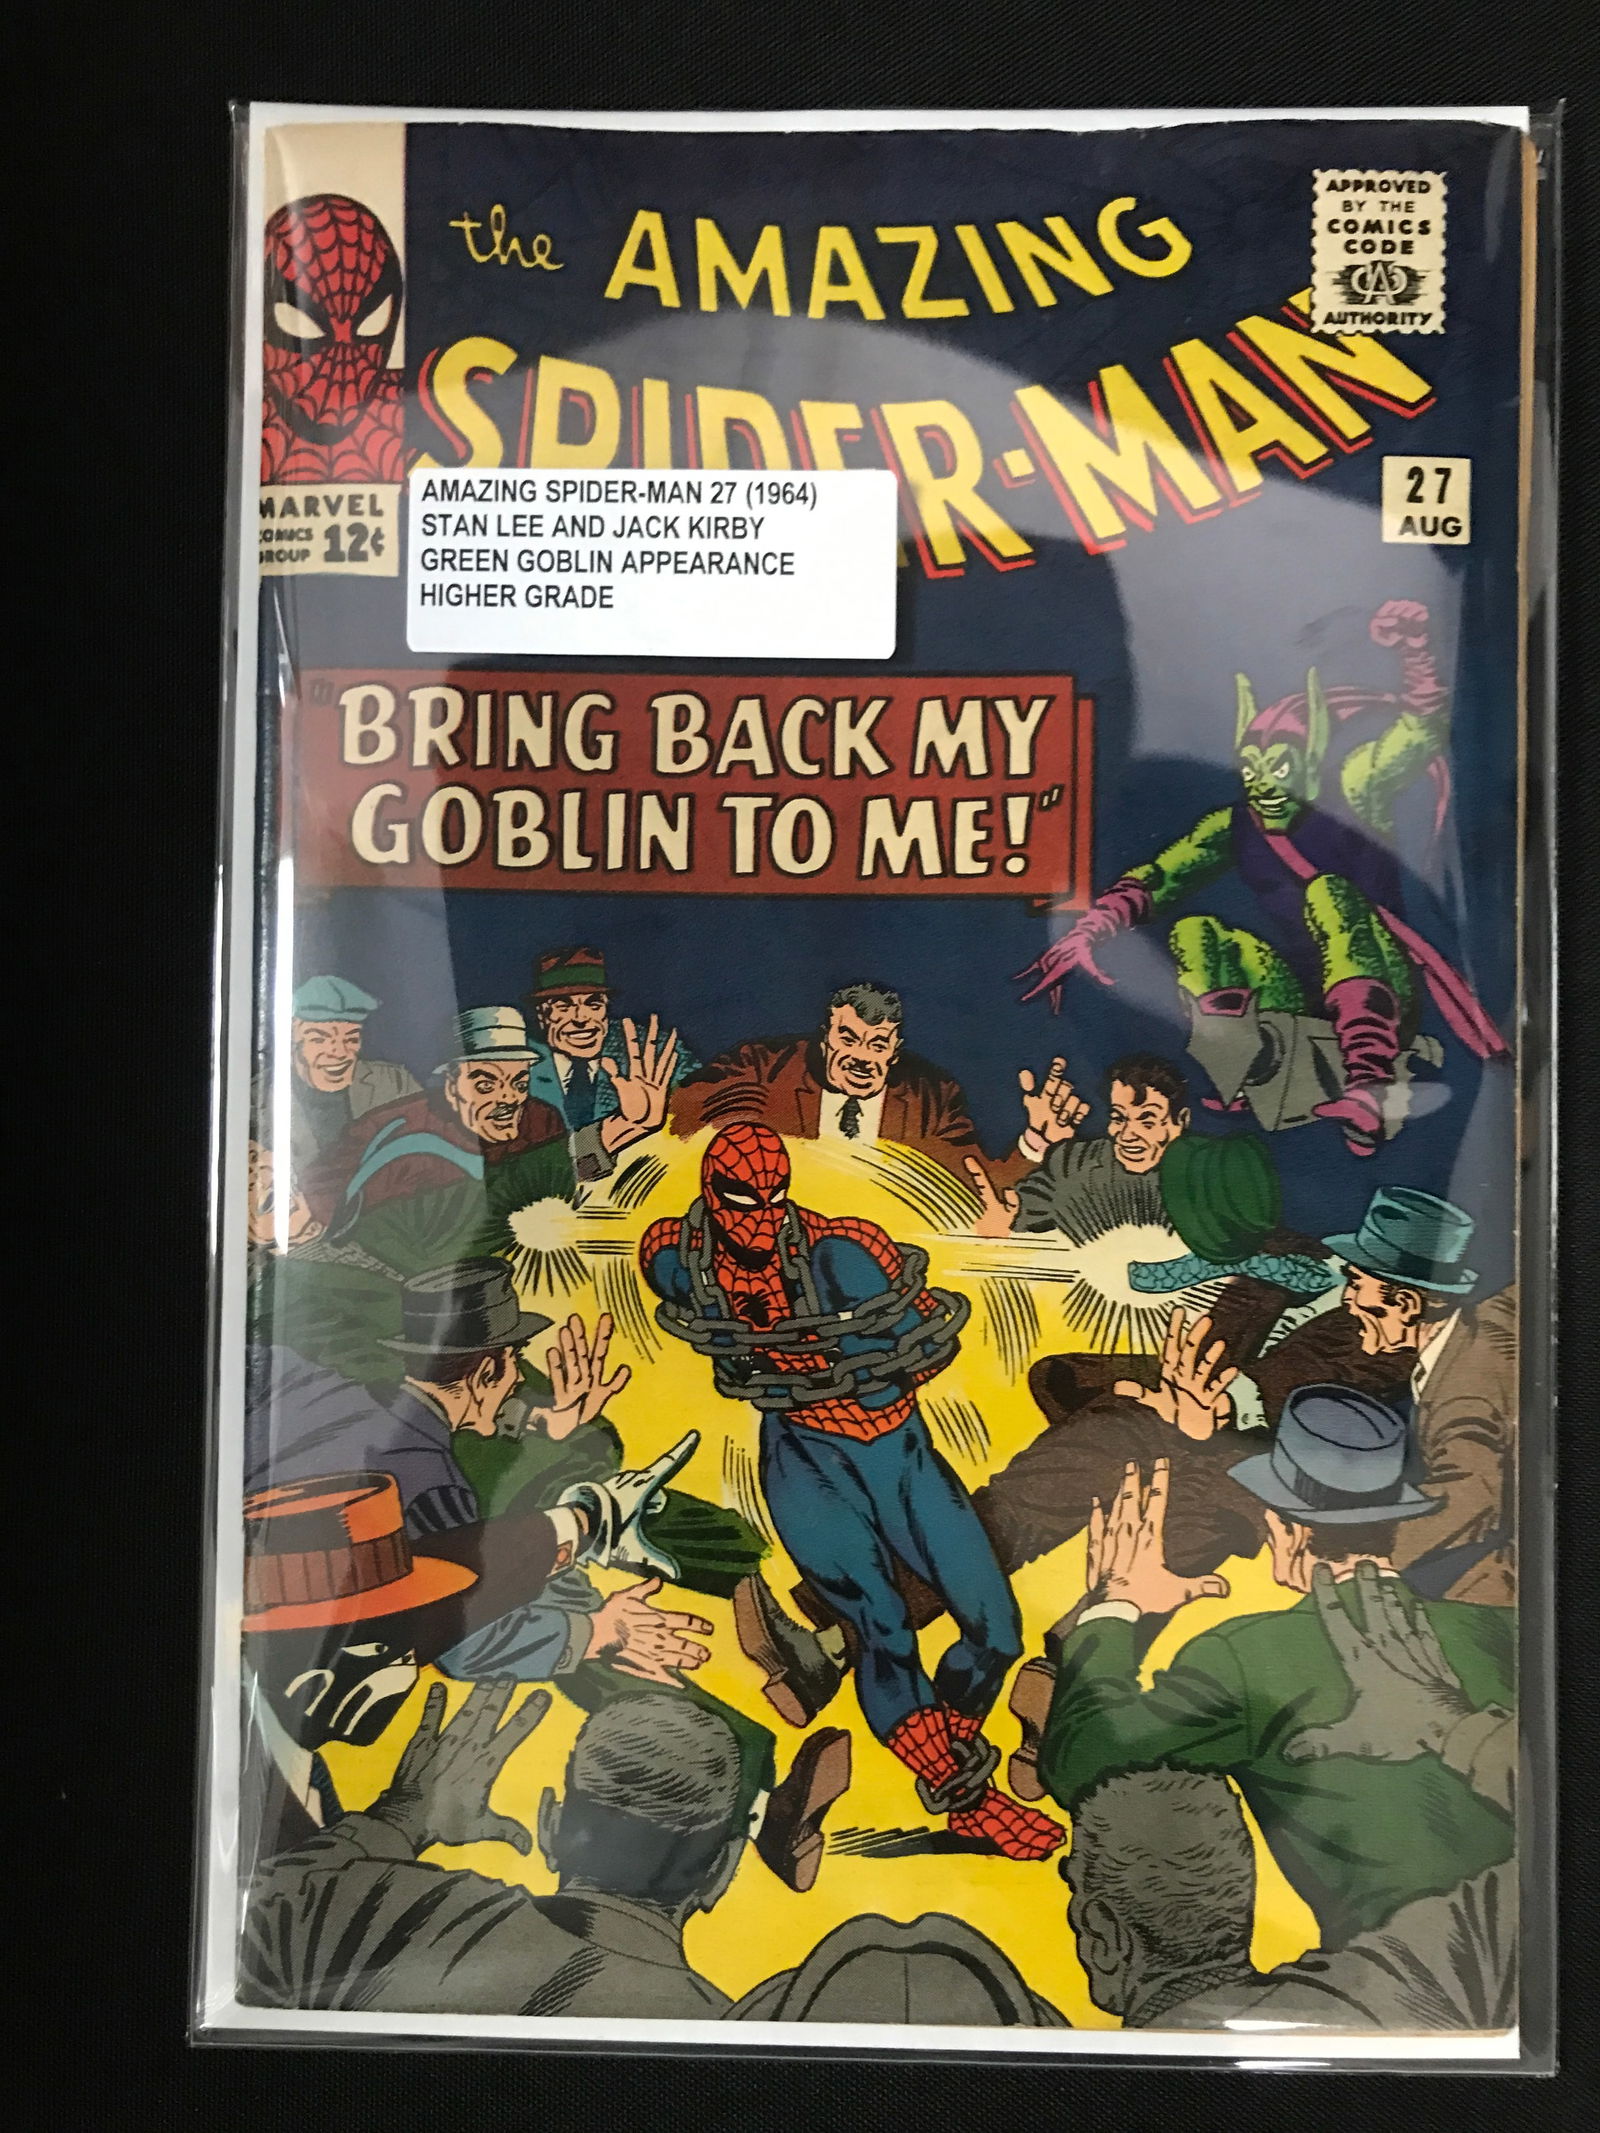 the AMAZING
SPIDER-MAN
APPROVED
BY THE
COMICS
CODE
AUTHORITY
MARVEL
COMICS
GROUP 12¢
27
AUG
AMAZING SPIDER-MAN 27 (1964)
STAN LEE AND JACK KIRBY
GREEN GOBLIN APPEARANCE
HIGHER GRADE
"BRING BACK MY
GOBLIN TO ME!"